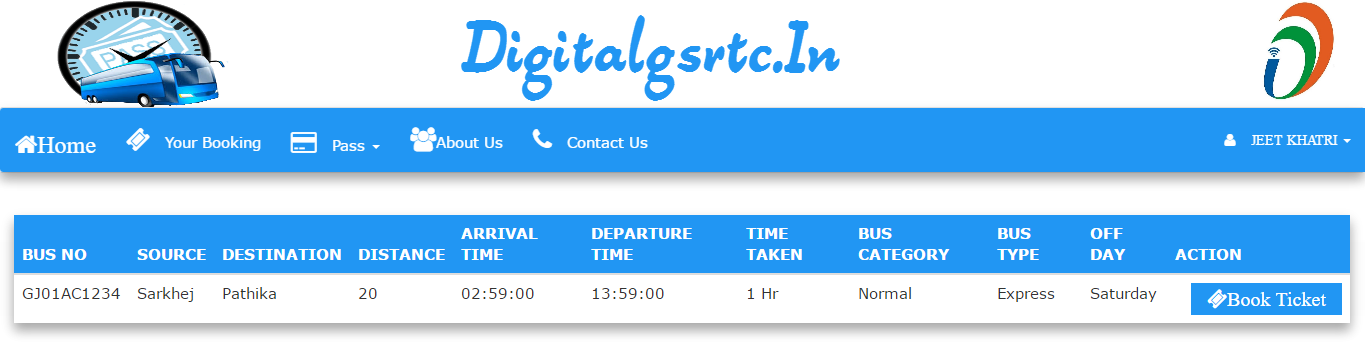 PASS
Digitalgsrtc.In
Home Your Booking Pass About Us Contact Us JEET KHATRI
BUS NO SOURCE DESTINATION DISTANCE ARRIVAL TIME DEPARTURE TIME TIME TAKEN BUS CATEGORY BUS TYPE OFF DAY ACTION
GJ01AC1234 Sarkhej Pathika 20 02:59:00 13:59:00 1 Hr Normal Express Saturday Book Ticket